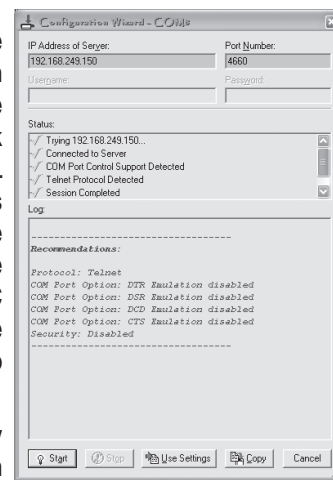 Configuration Wizard - COM8
IP Address of Server: Port Number:
192.168.249.150 4660
Username: Password:
Status:
Trying 192.168.249.150...
Connected to Server
COM Port Control Support Detected
Telnet Protocol Detected
Session Completed
Log:
-----------------------------------
Recommendations:
Protocol: Telnet
COM Port Option: DTR Emulation disabled
COM Port Option: DSR Emulation disabled
COM Port Option: DCD Emulation disabled
COM Port Option: CTS Emulation disabled
Security: Disabled
-----------------------------------
Start Stop Use Settings Copy Cancel